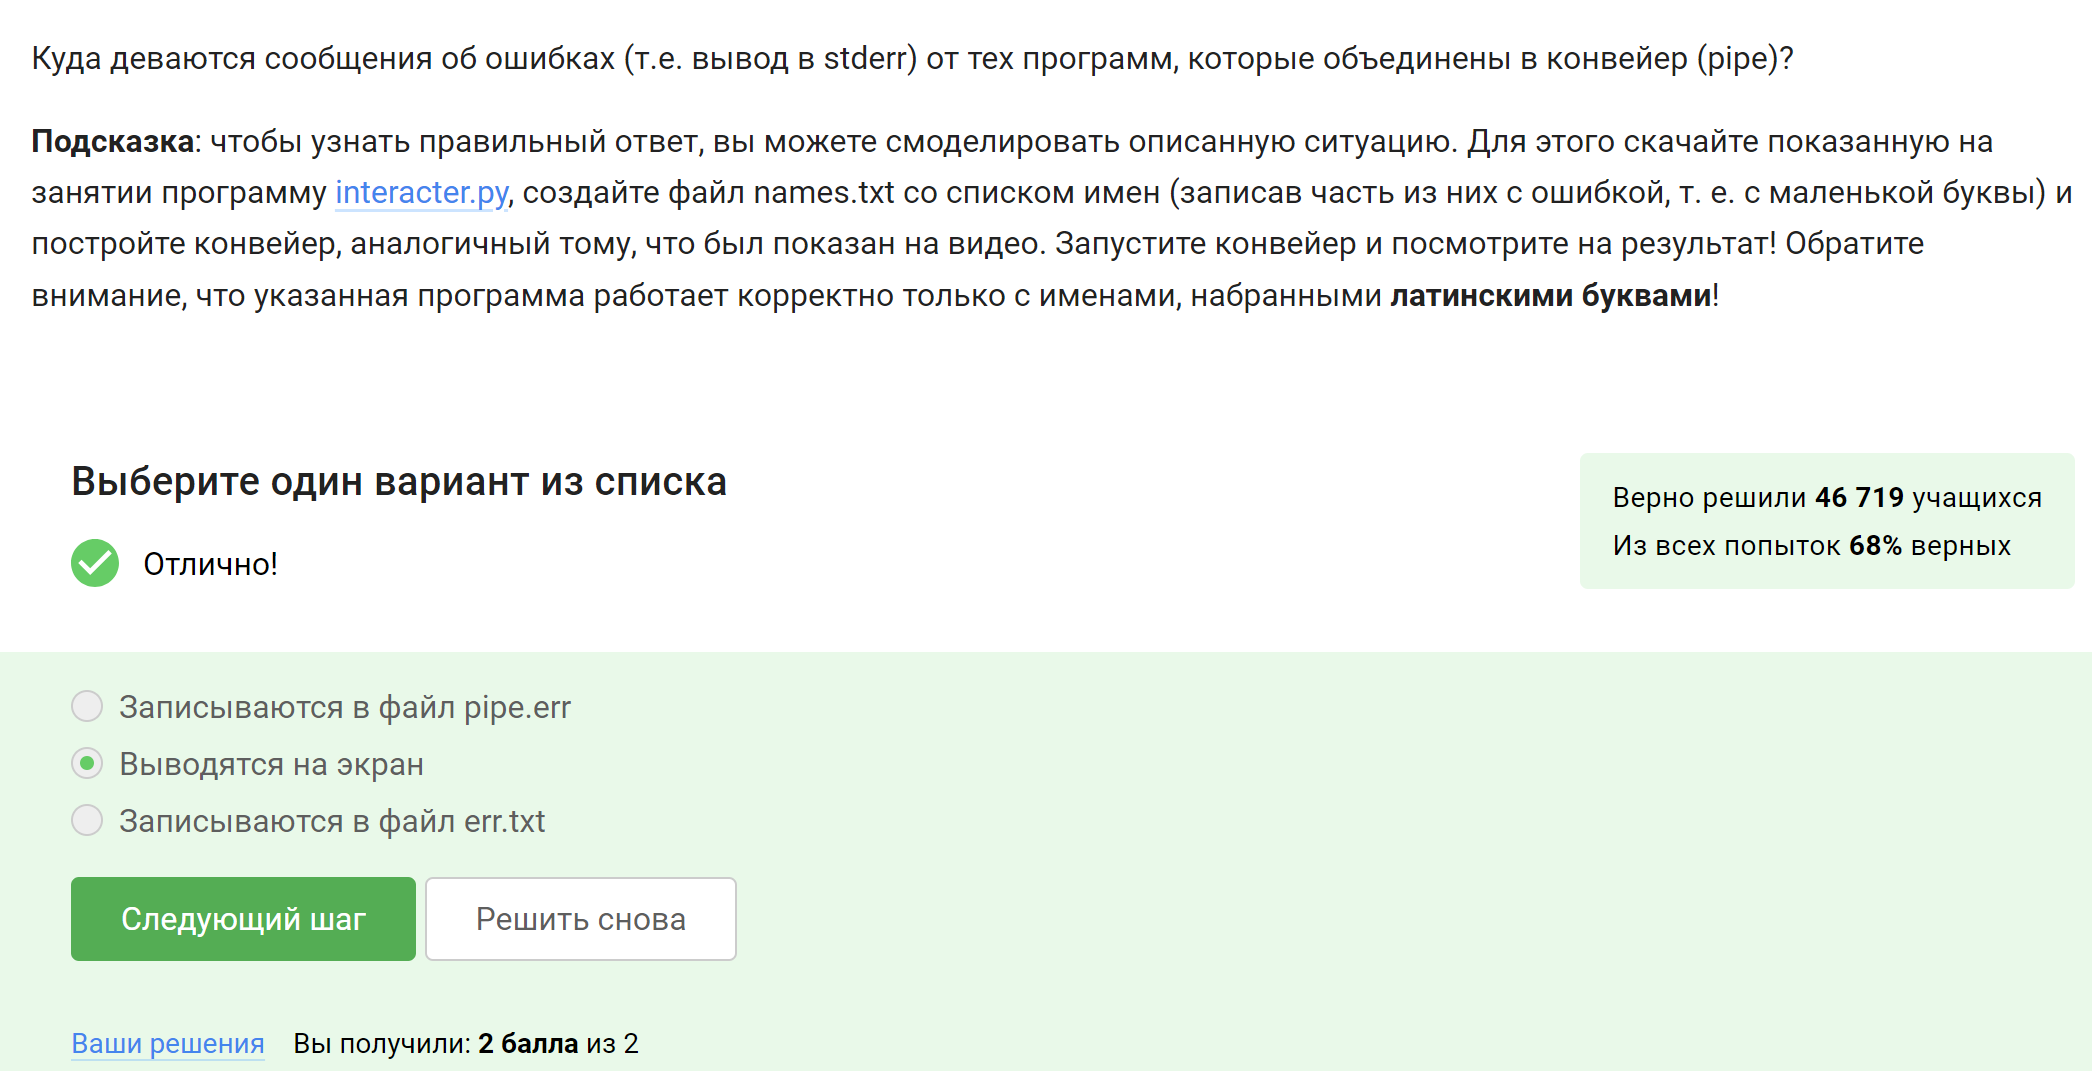 Куда деваются сообщения об ошибках (т.е. вывод в stderr) от тех программ, которые объединены в конвейер (pipe)?
Подсказка: чтобы узнать правильный ответ, вы можете смоделировать описанную ситуацию. Для этого скачайте показанную на
занятии программу interacter.py, создайте файл names.txt со списком имен (записав часть из них с ошибкой, т. е. с маленькой буквы) и
постройте конвейер, аналогичный тому, что был показан на видео. Запустите конвейер и посмотрите на результат! Обратите
внимание, что указанная программа работает корректно только с именами, набранными латинскими буквами!
Выберите один вариант из списка
Верно решили 46 719 учащихся
Из всех попыток 68% верных
Отлично!
Записываются в файл pipe.err
Выводятся на экран
Записываются в файл err.txt
Следующий шаг Решить снова
Ваши решения Вы получили: 2 балла из 2